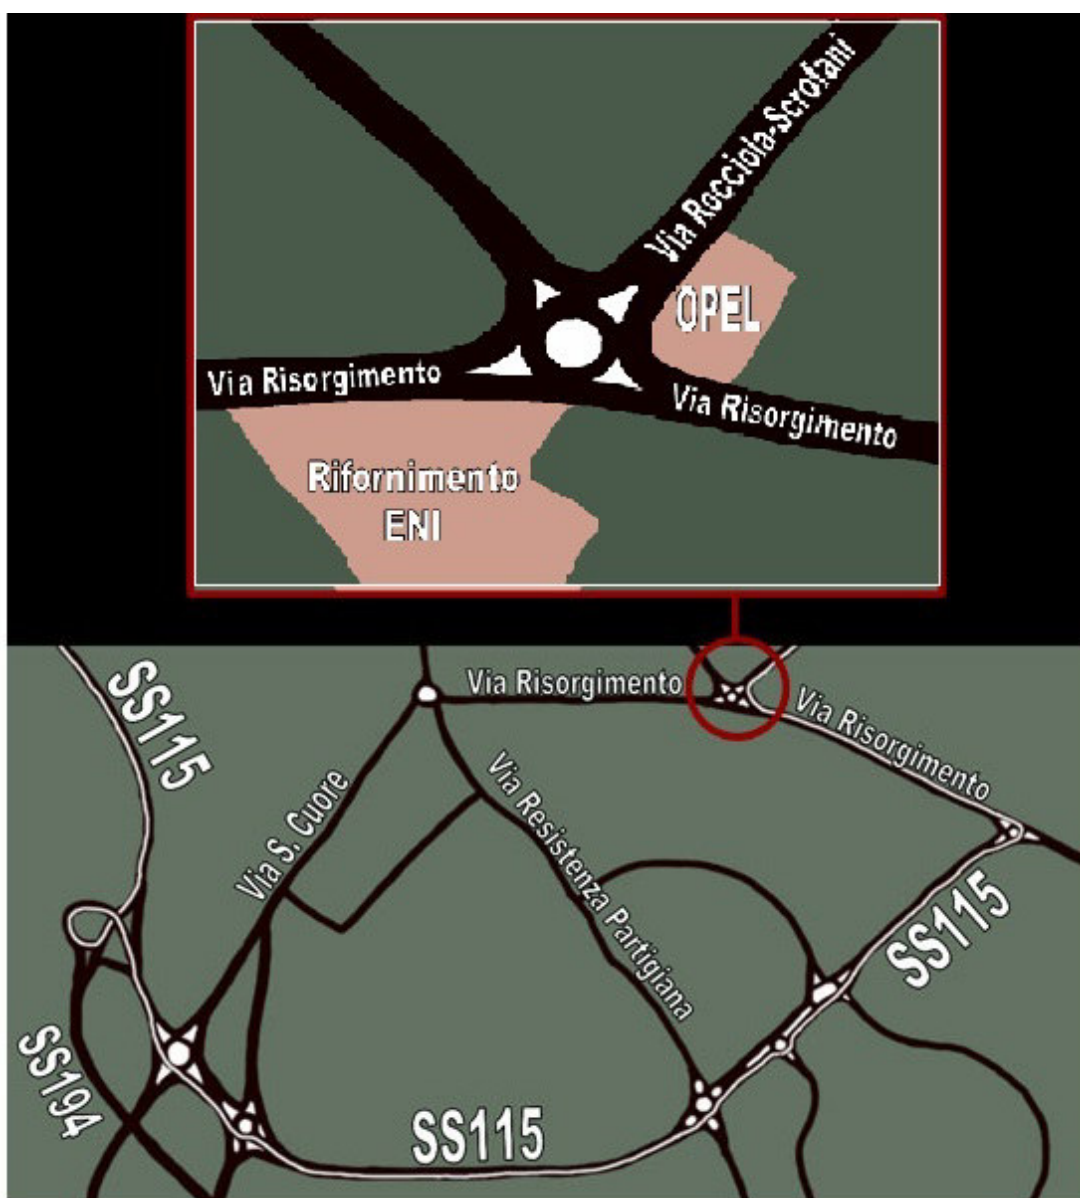 Via Rocciola-Scrofani
OPEL
Via Risorgimento
Via Risorgimento
Rifornimento
ENI
SS115
Via Risorgimento
Via Risorgimento
Via S. Cuore
Via Resistenza Partigiana
SS115
SS194
SS115